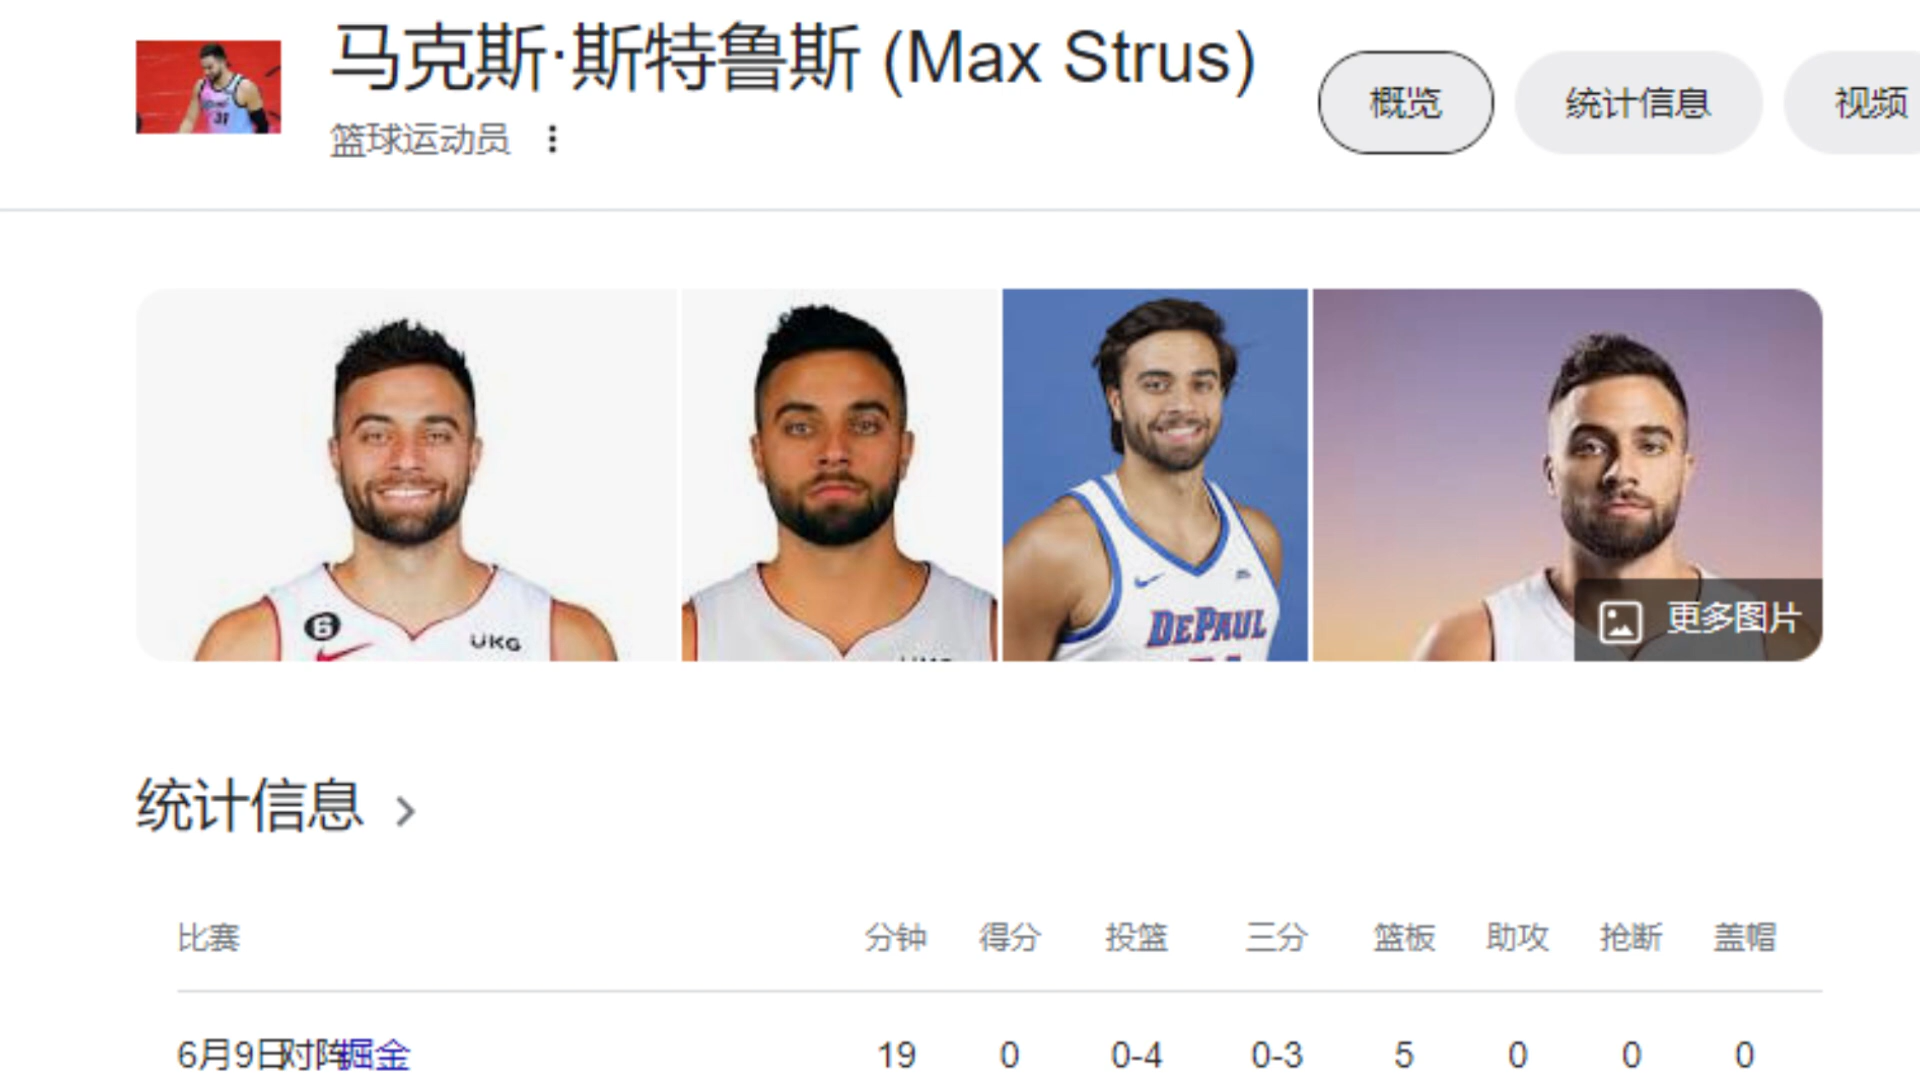 马克斯·斯特鲁斯 (Max Strus)
篮球运动员
概览 统计信息 视频
6 UKG
DEPAUL
更多图片
统计信息
比赛 分钟 得分 投篮 三分 篮板 助攻 抢断 盖帽
6月9日对阵掘金 19 0 0-4 0-3 5 0 0 0